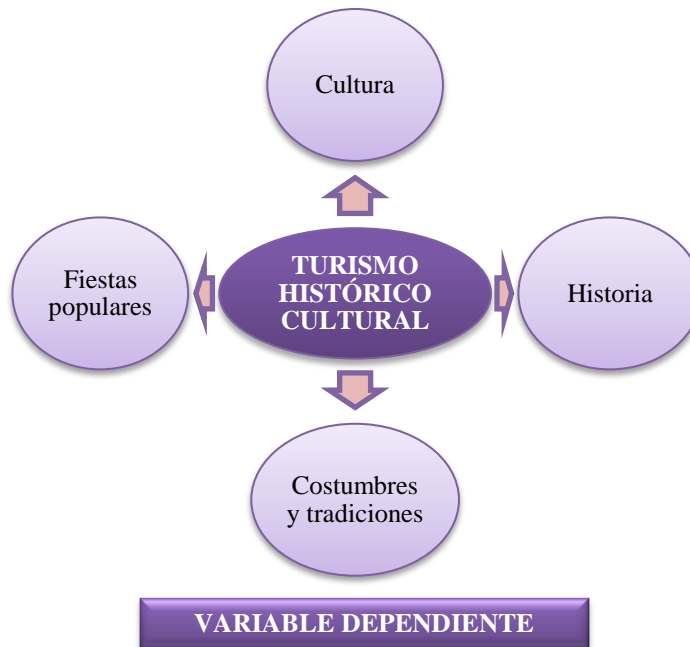 Cultura
Fiestas
populares
TURISMO
HISTÓRICO
CULTURAL
Historia
Costumbres
y tradiciones
VARIABLE DEPENDIENTE